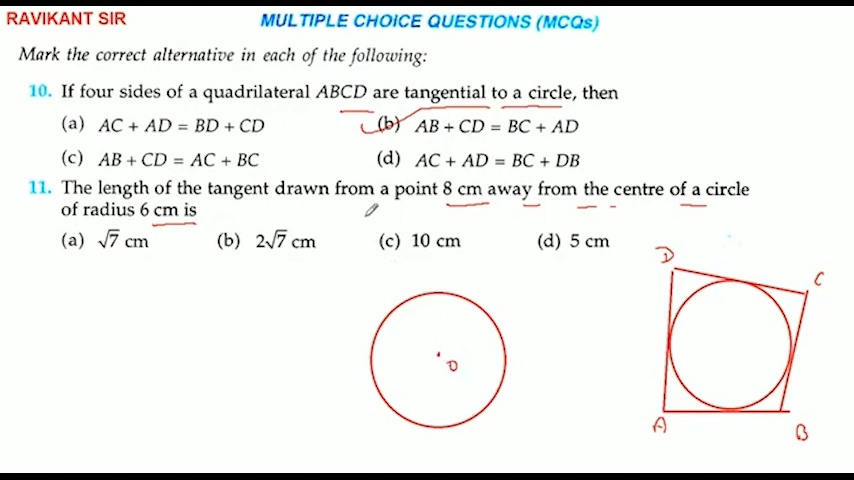 RAVIKANT SIR
MULTIPLE CHOICE QUESTIONS (MCQs)
Mark the correct alternative in each of the following:
10. If four sides of a quadrilateral ABCD are tangential to a circle, then
(a) AC + AD = BD + CD (b) AB + CD = BC + AD
(c) AB + CD = AC + BC (d) AC + AD = BC + DB
11. The length of the tangent drawn from a point 8 cm away from the centre of a circle
of radius 6 cm is
(a) √7 cm (b) 2√7 cm (c) 10 cm (d) 5 cm
D
C
O
A
B